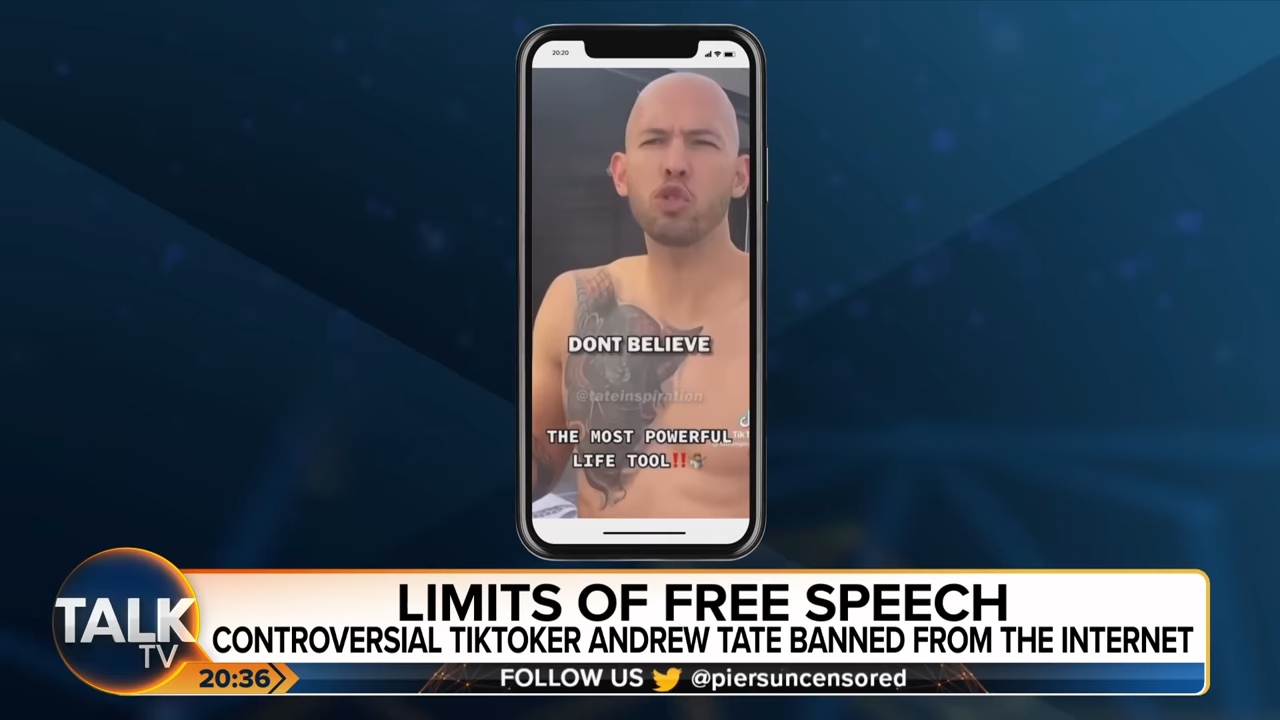 20:20
DONT BELIEVE
@tateinspiration
THE MOST POWERFUL
LIFE TOOL!!
LIMITS OF FREE SPEECH
CONTROVERSIAL TIKTOKER ANDREW TATE BANNED FROM THE INTERNET
TALK
TV
20:36
FOLLOW US @piersuncensored